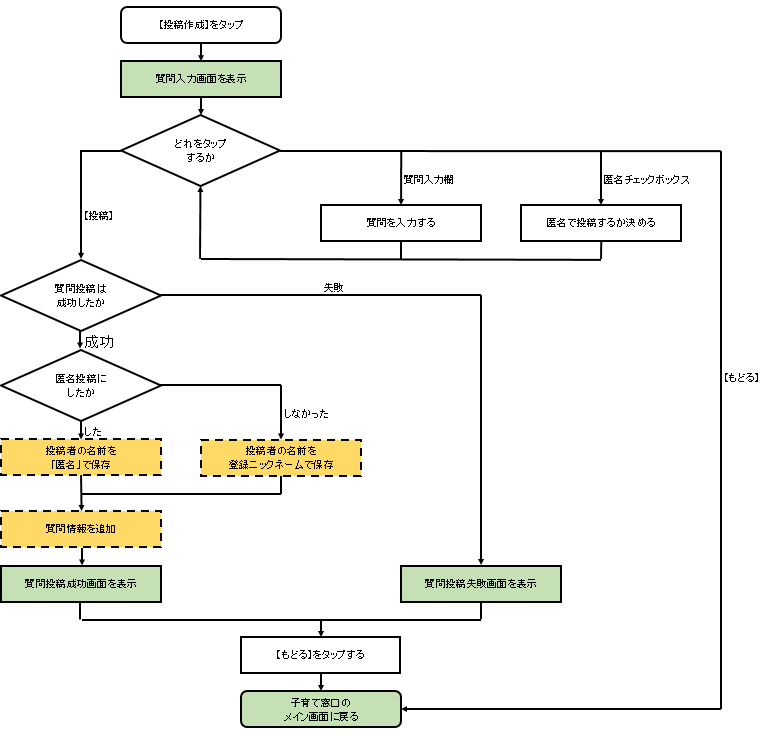 【投稿作成】をタップ
質問入力画面を表示
どれをタップ
するか
質問入力欄
匿名チェックボックス
【投稿】
質問を入力する
匿名で投稿するか決める
質問投稿は
成功したか
失敗
成功
匿名投稿に
したか
【もどる】
しなかった
した
投稿者の名前を
「匿名」で保存
投稿者の名前を
登録ニックネームで保存
質問情報を追加
質問投稿成功画面を表示
質問投稿失敗画面を表示
【もどる】をタップする
子育て窓口の
メイン画面に戻る